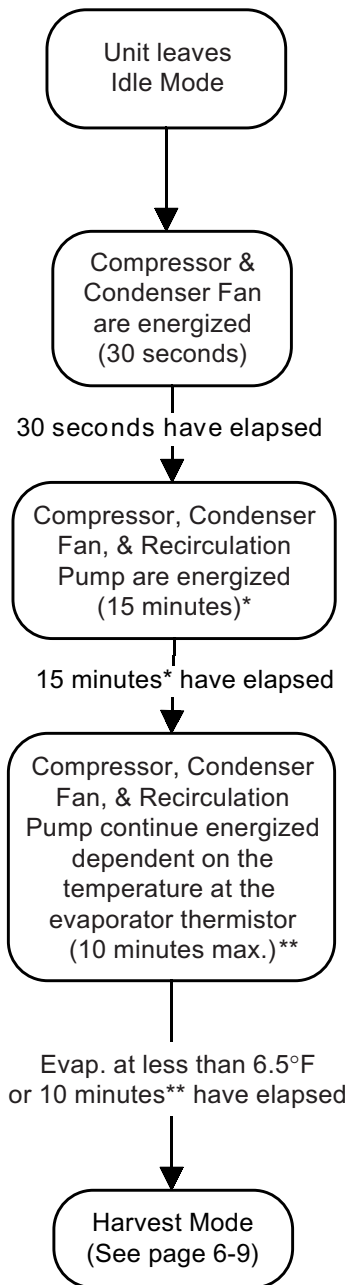 Unit leaves
Idle Mode
Compressor &
Condenser Fan
are energized
(30 seconds)
30 seconds have elapsed
Compressor, Condenser
Fan, & Recirculation
Pump are energized
(15 minutes)*
15 minutes* have elapsed
Compressor, Condenser
Fan, & Recirculation
Pump continue energized
dependent on the
temperature at the
evaporator thermistor
(10 minutes max.)**
Evap. at less than 6.5°F
or 10 minutes** have elapsed
Harvest Mode
(See page 6-9)